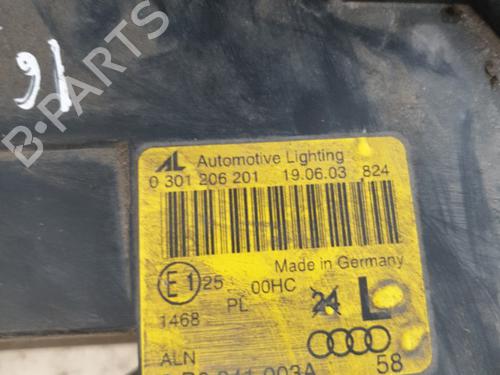 B-PARTS
AL Automotive Lighting
0 301 206 201 19.06.03 824
Made in Germany
E1 25 00HC 24 L
1468 PL
ALN 58